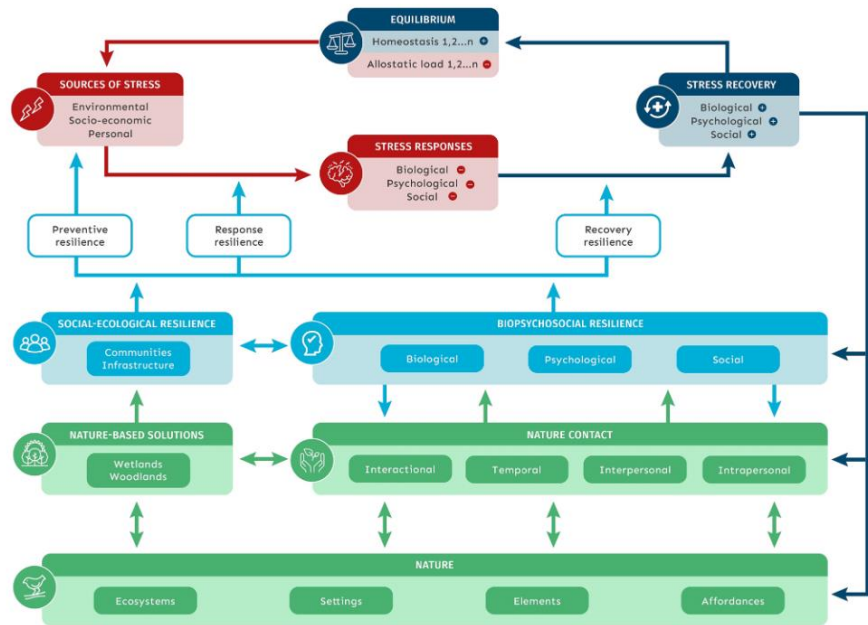 EQUILIBRIUM
Homeostasis 1,2...n +
Allostatic load 1,2...n −
SOURCES OF STRESS
Environmental
Socio-economic
Personal
STRESS RECOVERY
Biological +
Psychological +
Social +
STRESS RESPONSES
Biological −
Psychological −
Social −
Preventive
resilience
Response
resilience
Recovery
resilience
SOCIAL-ECOLOGICAL RESILIENCE
Communities
Infrastructure
BIOPSYCHOSOCIAL RESILIENCE
Biological
Psychological
Social
NATURE-BASED SOLUTIONS
Wetlands
Woodlands
NATURE CONTACT
Interactional
Temporal
Interpersonal
Intrapersonal
NATURE
Ecosystems
Settings
Elements
Affordances